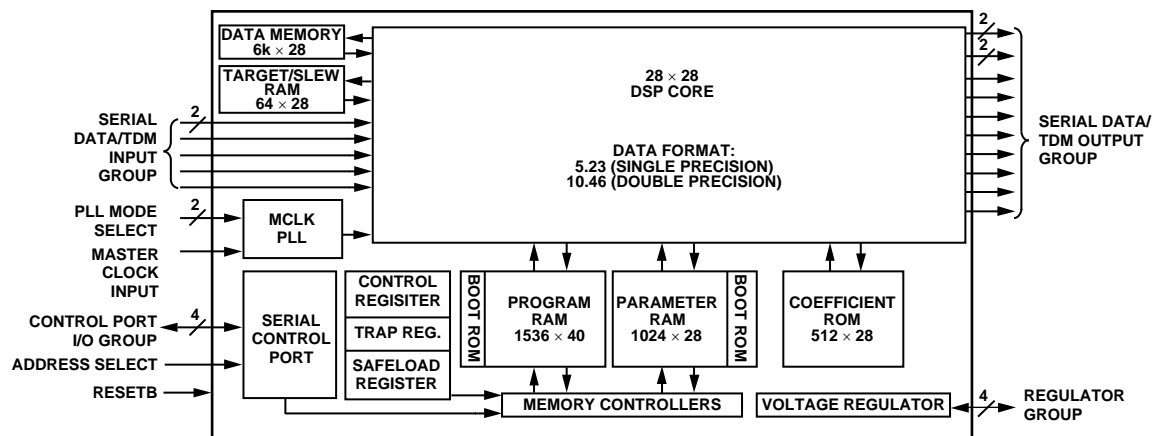 DATA MEMORY
6k × 28
TARGET/SLEW
RAM
64 × 28
28 × 28
DSP CORE
DATA FORMAT:
5.23 (SINGLE PRECISION)
10.46 (DOUBLE PRECISION)
2
2
SERIAL DATA/
TDM OUTPUT
GROUP
2
SERIAL
DATA/TDM
INPUT
GROUP
2
PLL MODE
SELECT
MCLK
PLL
MASTER
CLOCK
INPUT
4
CONTROL PORT
I/O GROUP
ADDRESS SELECT
RESETB
SERIAL
CONTROL
PORT
CONTROL
REGISITER
TRAP REG.
SAFELOAD
REGISTER
BOOT ROM
PROGRAM
RAM
1536 × 40
PARAMETER
RAM
1024 × 28
BOOT ROM
COEFFICIENT
ROM
512 × 28
MEMORY CONTROLLERS
VOLTAGE REGULATOR
4
REGULATOR
GROUP